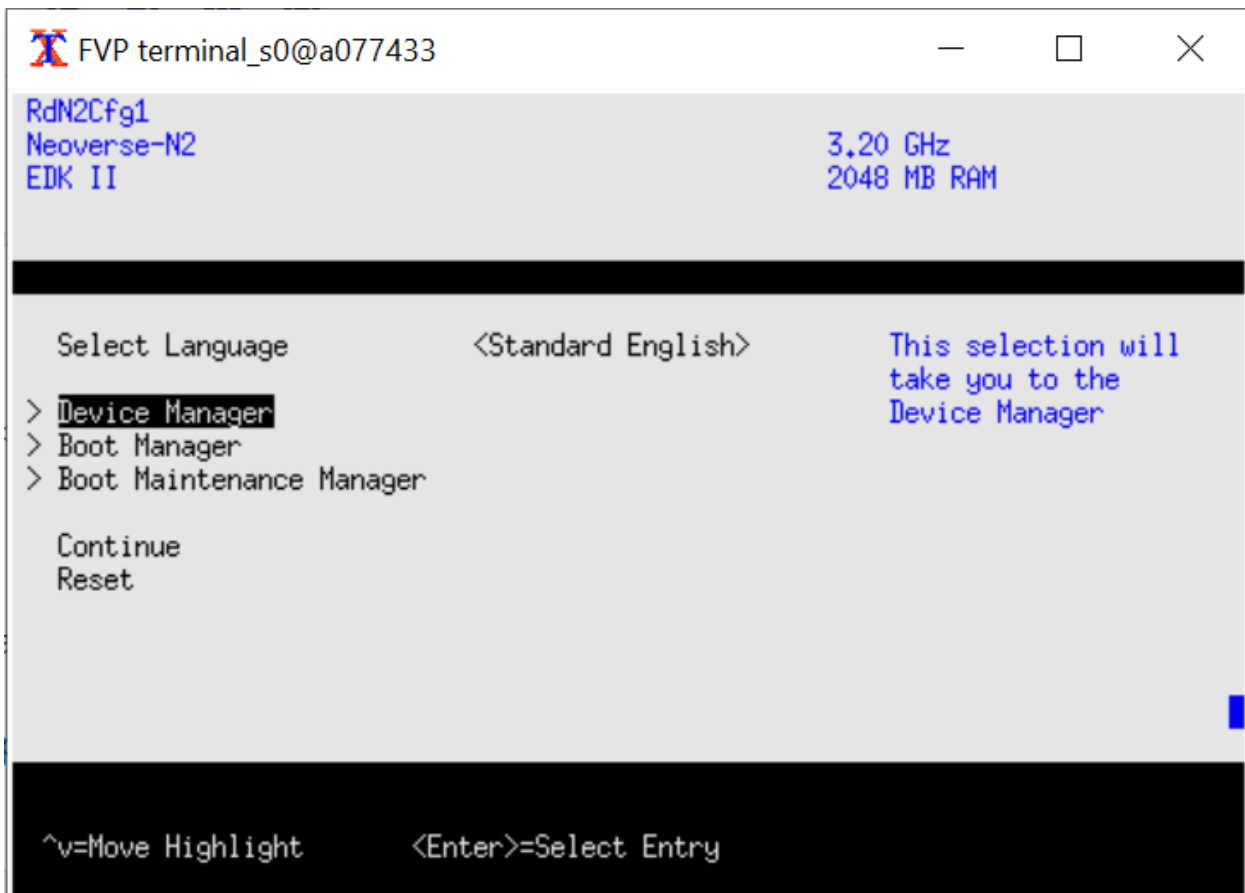 FVP terminal_s0@a077433
RdN2Cfg1
Neoverse-N2 3.20 GHz
EDK II 2048 MB RAM
Select Language <Standard English> This selection will
take you to the
> Device Manager Device Manager
> Boot Manager
> Boot Maintenance Manager
Continue
Reset
^v=Move Highlight <Enter>=Select Entry